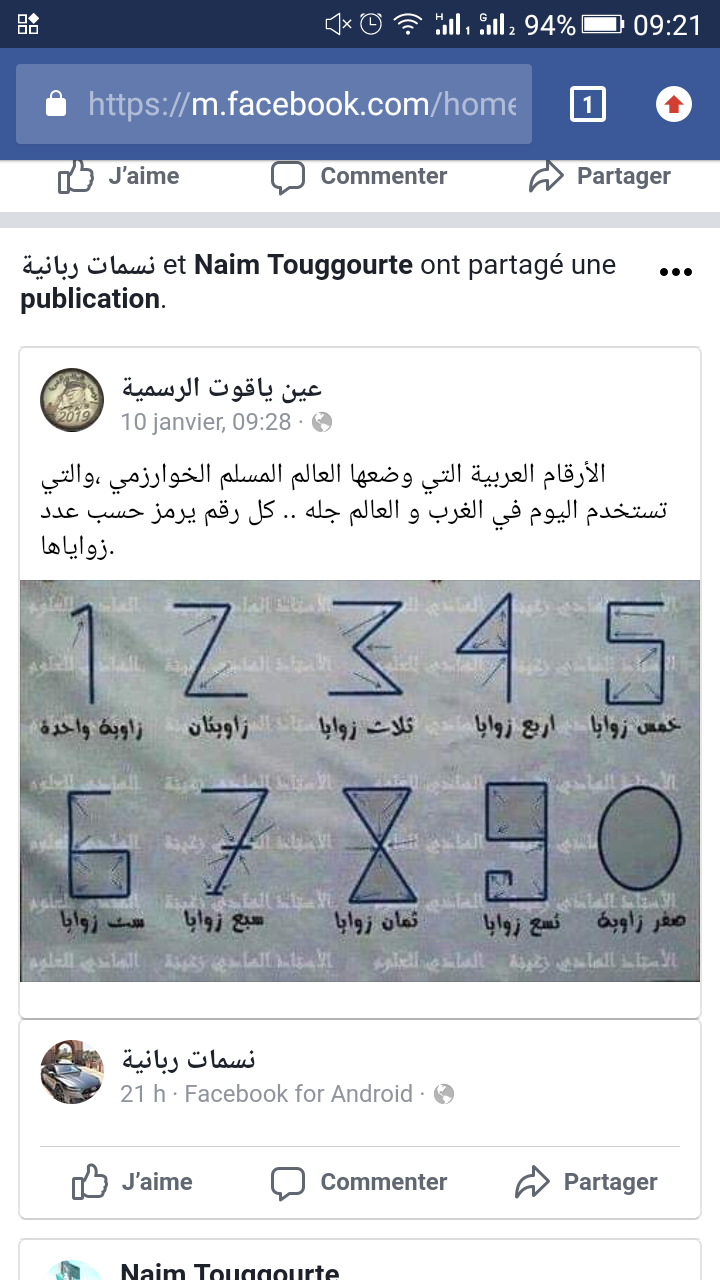 94% 09:21
https://m.facebook.com/home
1
J'aime Commenter Partager
نسمات ربانية et Naim Touggourte ont partagé une
publication.
عين ياقوت الرسمية
2019
10 janvier, 09:28 ·
الأرقام العربية التي وضعها العالم المسلم الخوارزمي ،والتي
تستخدم اليوم في الغرب و العالم جله .. كل رقم يرمز حسب عدد
زواياها.
1 2 3 4 5
زاوية واحدة زاويتان ثلاث زوايا اربع زوايا خمس زوايا
6 7 8 9 0
ست زوايا سبع زوايا ثمان زوايا تسع زوايا صفر زاوية
نسمات ربانية
21 h · Facebook for Android ·
J'aime Commenter Partager
Naim Touggourte